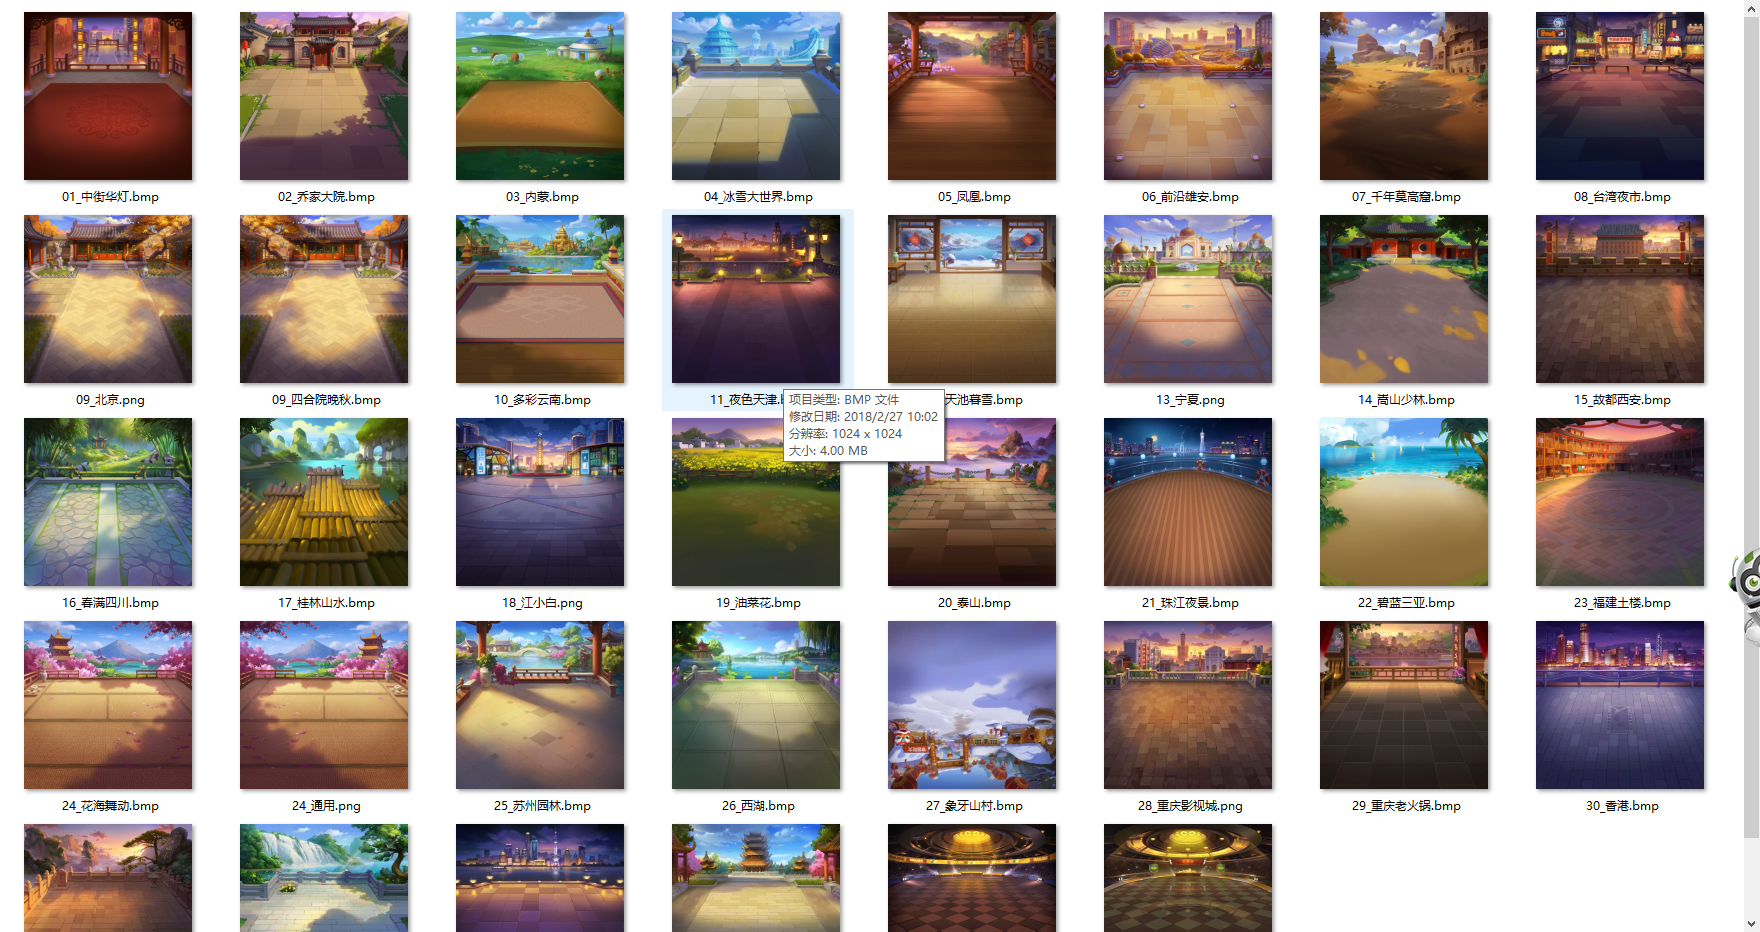 01_中街华灯.bmp
02_乔家大院.bmp
03_内蒙.bmp
04_冰雪大世界.bmp
05_凤凰.bmp
06_前沿雄安.bmp
07_千年莫高窟.bmp
08_台湾夜市.bmp
09_北京.png
09_四合院晚秋.bmp
10_多彩云南.bmp
11_夜色天津.b
天池暮雪.bmp
13_宁夏.png
14_嵩山少林.bmp
15_故都西安.bmp
项目类型: BMP 文件
修改日期: 2018/2/27 10:02
分辨率: 1024 x 1024
大小: 4.00 MB
16_春满四川.bmp
17_桂林山水.bmp
18_江小白.png
19_油菜花.bmp
20_泰山.bmp
21_珠江夜景.bmp
22_碧蓝三亚.bmp
23_福建土楼.bmp
24_花海舞动.bmp
24_通用.png
25_苏州园林.bmp
26_西湖.bmp
27_象牙山村.bmp
28_重庆影视城.png
29_重庆老火锅.bmp
30_香港.bmp